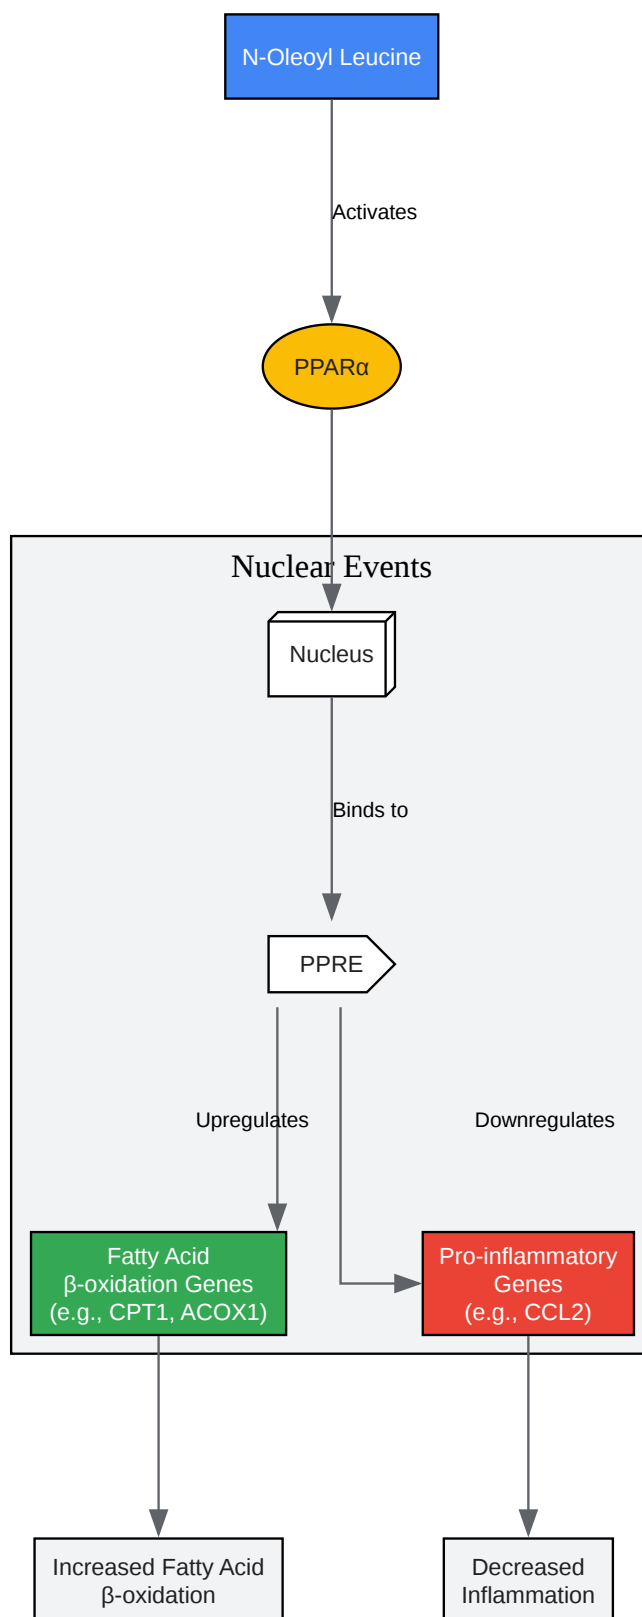 N-Oleoyl Leucine
Activates
PPARα
Nuclear Events
Nucleus
Binds to
PPRE
Upregulates
Downregulates
Fatty Acid
β-oxidation Genes
(e.g., CPT1, ACOX1)
Pro-inflammatory
Genes
(e.g., CCL2)
Increased Fatty Acid
β-oxidation
Decreased
Inflammation